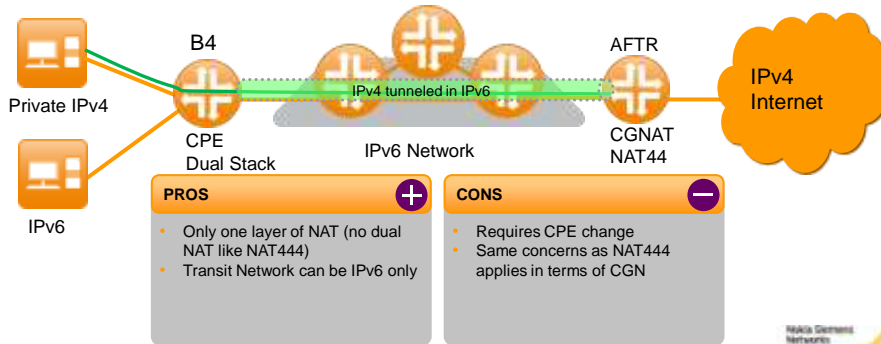 B4
AFTR
IPv4 tunneled in IPv6
IPv4
Internet
Private IPv4
CPE
Dual Stack
IPv6 Network
CGNAT
NAT44
IPv6
PROS
• Only one layer of NAT (no dual
NAT like NAT444)
• Transit Network can be IPv6 only
CONS
• Requires CPE change
• Same concerns as NAT444
applies in terms of CGN
Nokia Siemens
Networks